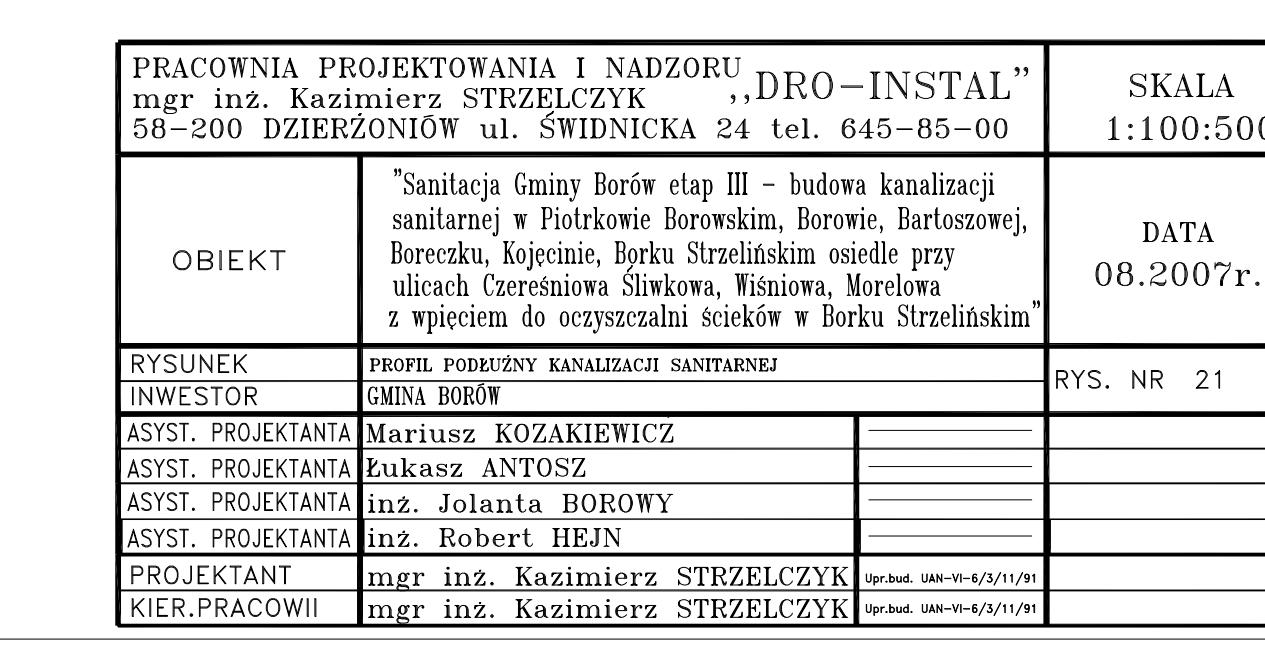 PRACOWNIA PROJEKTOWANIA I NADZORU ,,DRO-INSTAL"
mgr inż. Kazimierz STRZELCZYK
58-200 DZIERŻONIÓW ul. ŚWIDNICKA 24 tel. 645-85-00
SKALA
1:100:500
OBIEKT
"Sanitacja Gminy Borów etap III - budowa kanalizacji
sanitarnej w Piotrkowie Borowskim, Borowie, Bartoszowej,
Boreczku, Kojęcinie, Borku Strzelińskim osiedle przy
ulicach Czereśniowa Śliwkowa, Wiśniowa, Morelowa
z wpięciem do oczyszczalni ścieków w Borku Strzelińskim"
DATA
08.2007r.
RYSUNEK PROFIL PODŁUŹNY KANALIZACJI SANITARNEJ
INWESTOR GMINA BORÓW
RYS. NR 21
ASYST. PROJEKTANTA Mariusz KOZAKIEWICZ
ASYST. PROJEKTANTA Łukasz ANTOSZ
ASYST. PROJEKTANTA inż. Jolanta BOROWY
ASYST. PROJEKTANTA inż. Robert HEJN
PROJEKTANT mgr inż. Kazimierz STRZELCZYK Upr.bud. UAN-VI-6/3/11/91
KIER.PRACOWII mgr inż. Kazimierz STRZELCZYK Upr.bud. UAN-VI-6/3/11/91